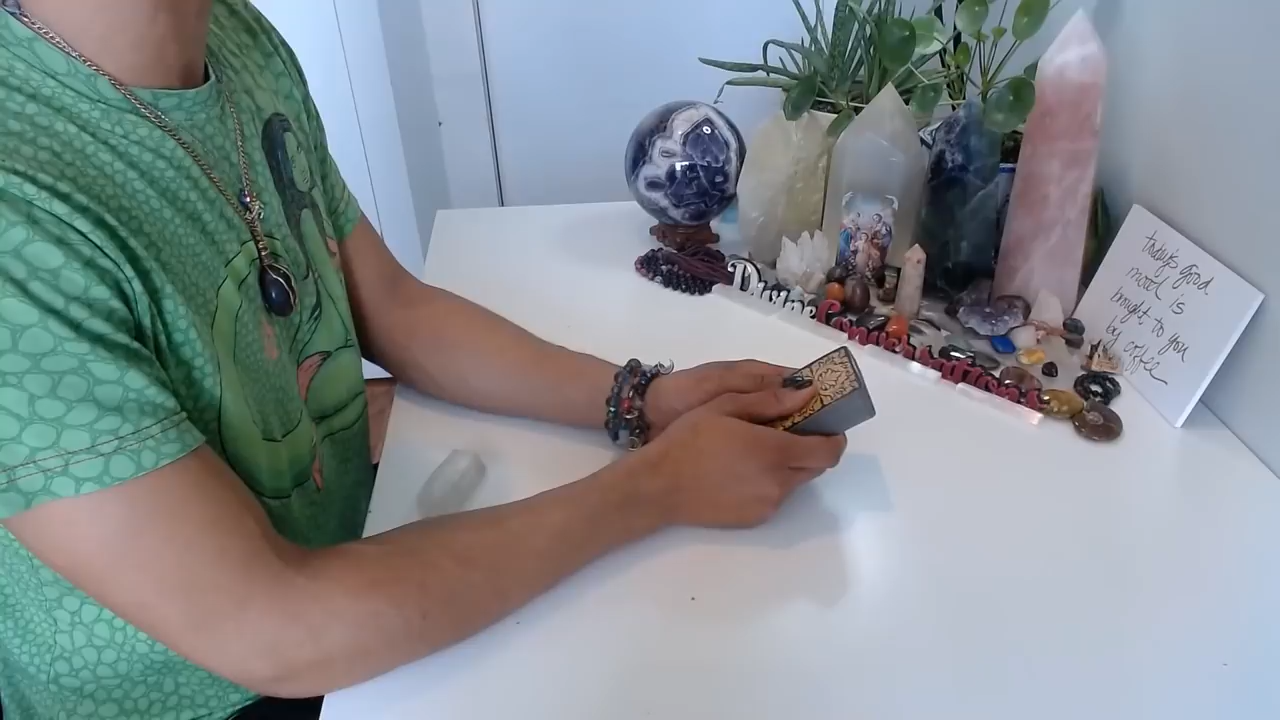 Divine
today's good
mood is
brought to you
by coffee